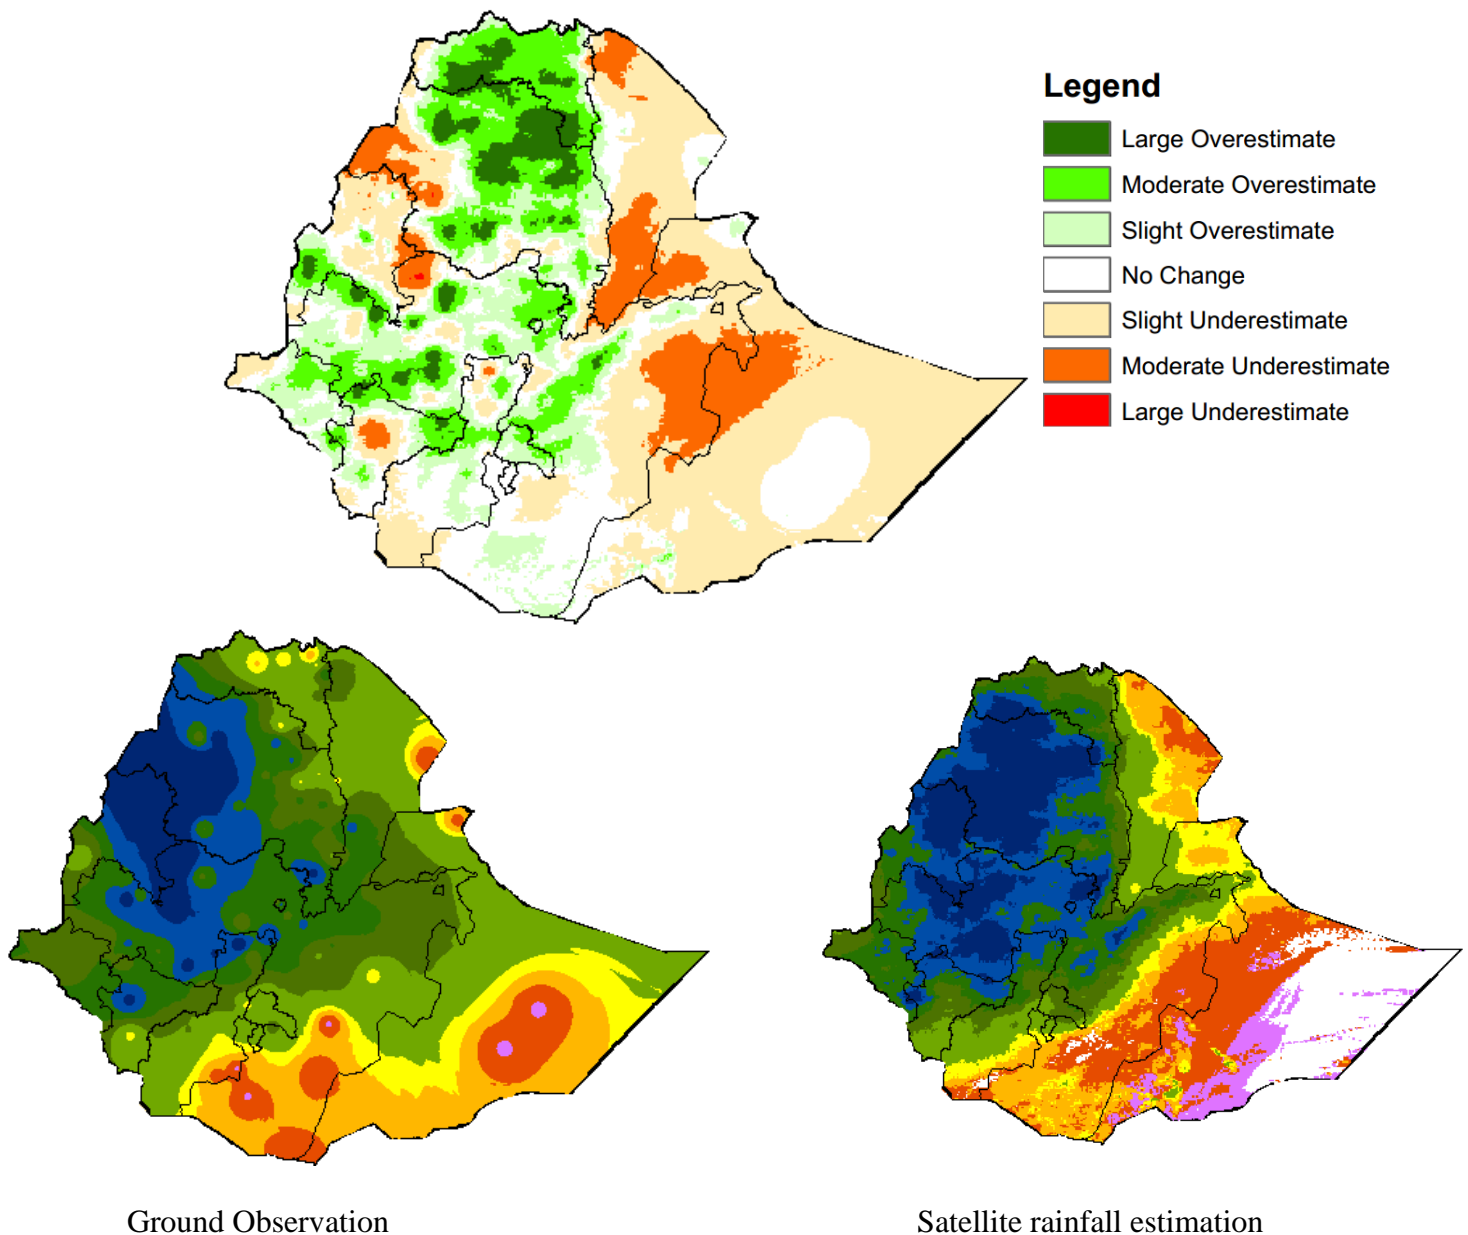 Legend
Large Overestimate
Moderate Overestimate
Slight Overestimate
No Change
Slight Underestimate
Moderate Underestimate
Large Underestimate
Ground Observation
Satellite rainfall estimation